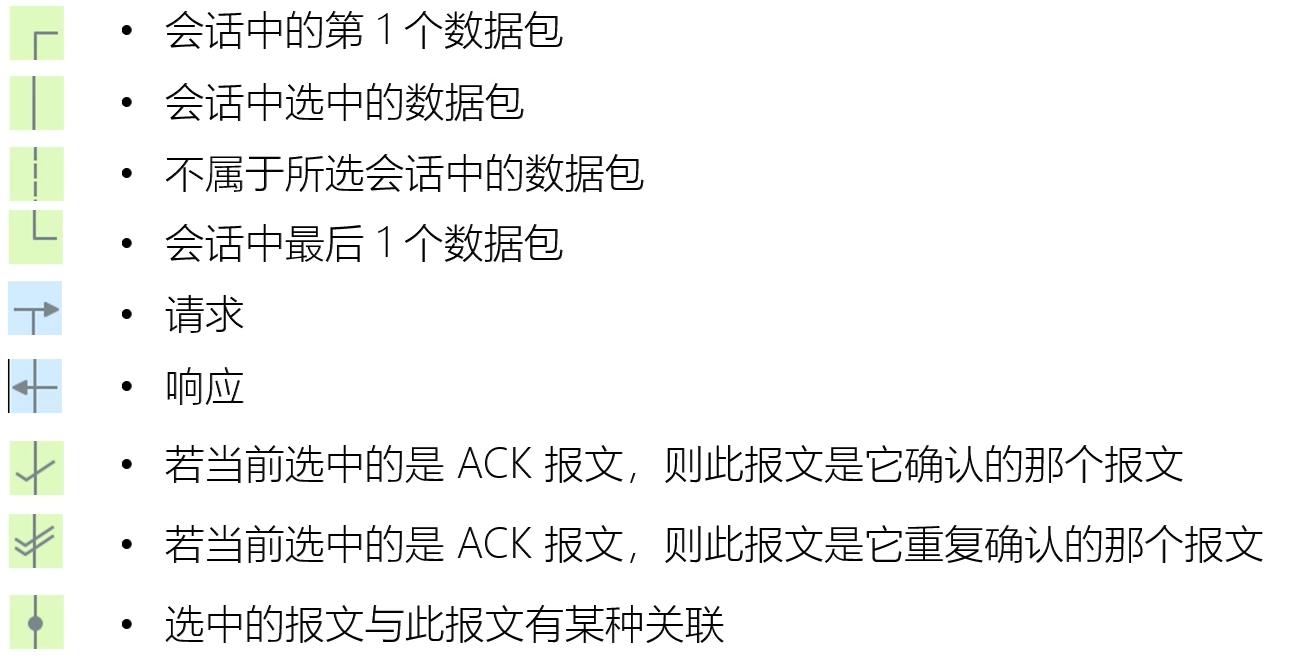 • 会话中的第 1 个数据包
• 会话中选中的数据包
• 不属于所选会话中的数据包
• 会话中最后 1 个数据包
• 请求
• 响应
• 若当前选中的是 ACK 报文，则此报文是它确认的那个报文
• 若当前选中的是 ACK 报文，则此报文是它重复确认的那个报文
• 选中的报文与此报文有某种关联